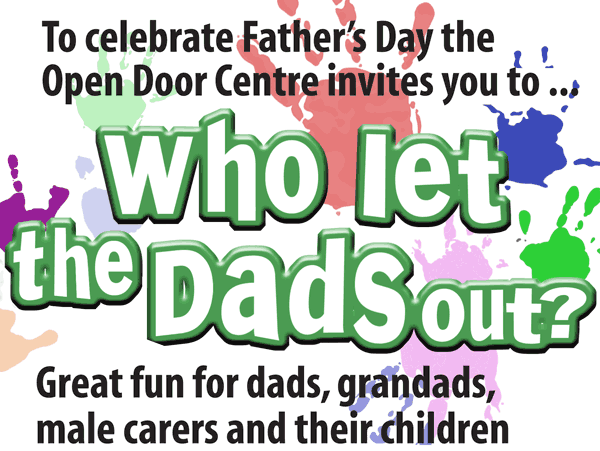 To celebrate Father's Day the
Open Door Centre invites you to ...
Who let
the Dads out?
Great fun for dads, grandads,
male carers and their children